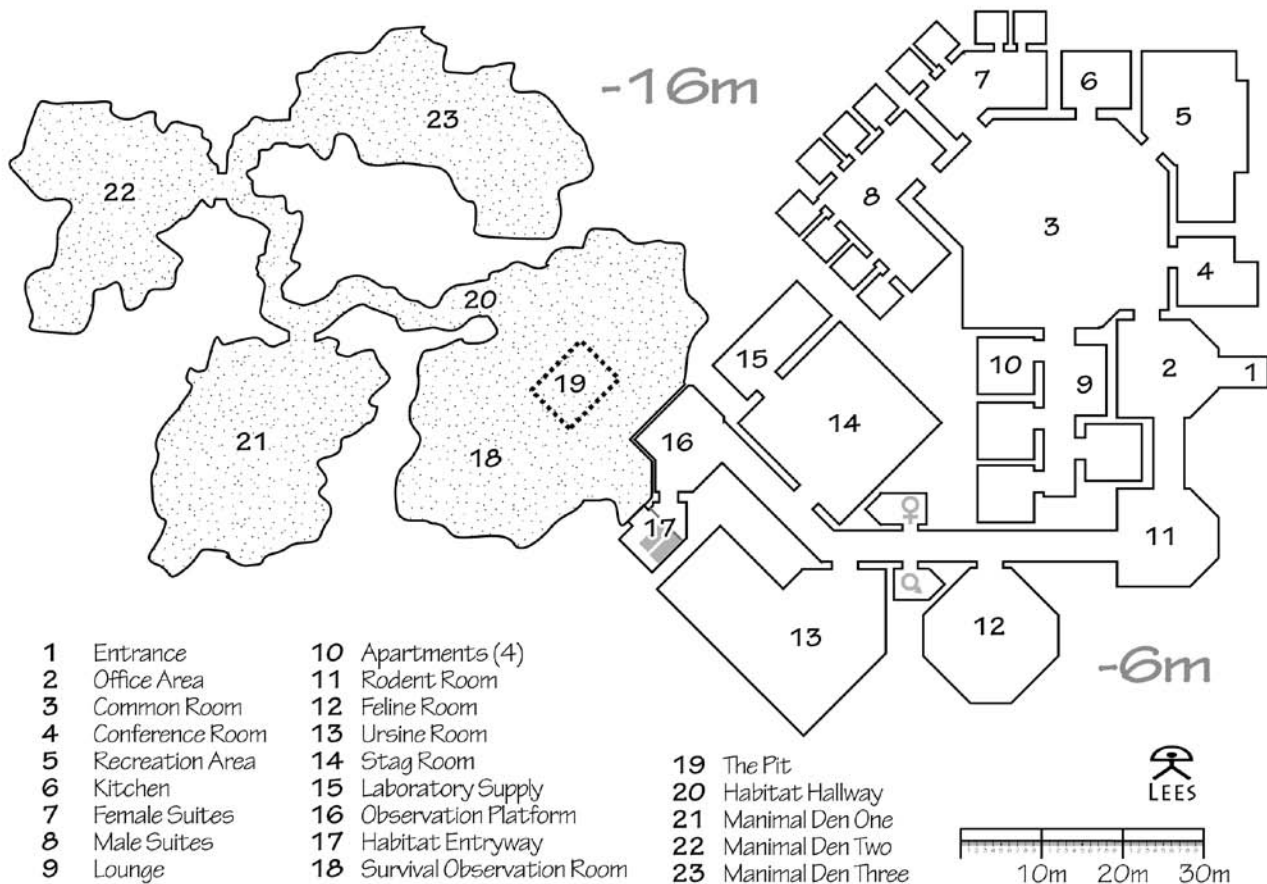 -16m
23
7
6
5
22
8
3
4
20
15
10
9
2
1
19
14
21
18
16
17
♀
11
♂
13
12
-6m
1 Entrance
2 Office Area
3 Common Room
4 Conference Room
5 Recreation Area
6 Kitchen
7 Female Suites
8 Male Suites
9 Lounge
10 Apartments (4)
11 Rodent Room
12 Feline Room
13 Ursine Room
14 Stag Room
15 Laboratory Supply
16 Observation Platform
17 Habitat Entryway
18 Survival Observation Room
19 The Pit
20 Habitat Hallway
21 Manimal Den One
22 Manimal Den Two
23 Manimal Den Three
LEES
10m 20m 30m